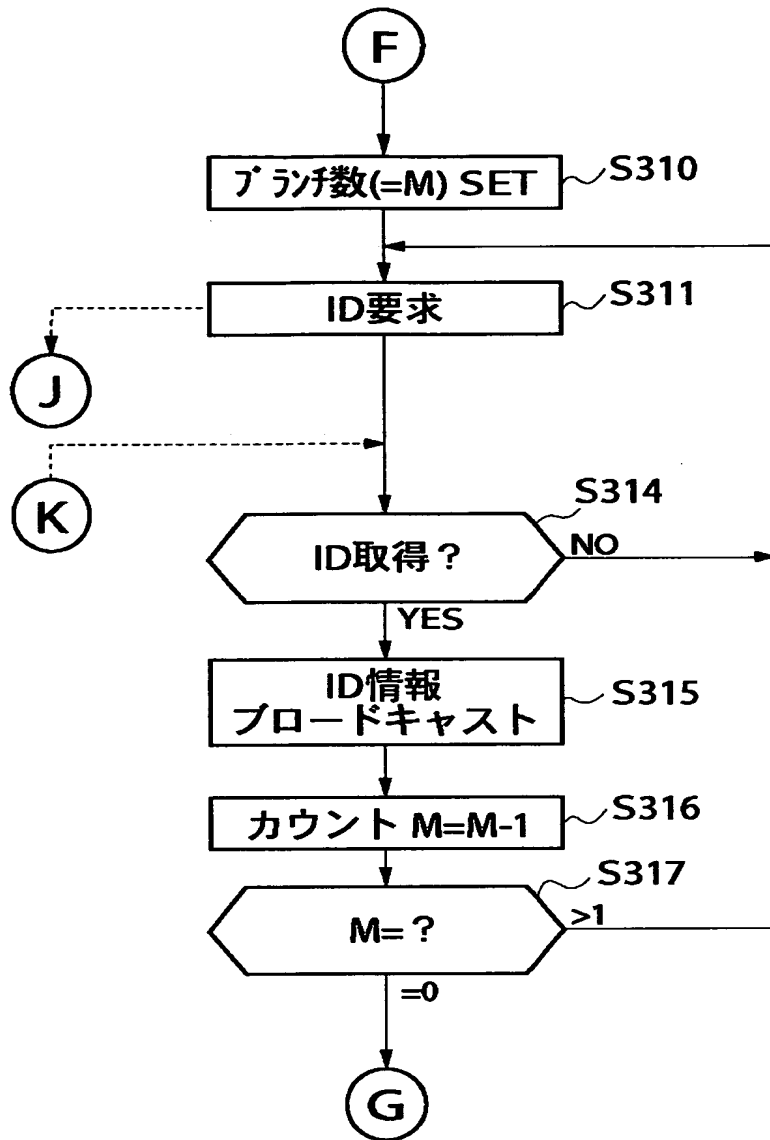 F
ブランチ数(=M) SET
S310
ID要求
S311
J
K
S314
ID取得？
NO
YES
ID情報
ブロードキャスト
S315
カウント M=M-1
S316
S317
M=？
>1
=0
G